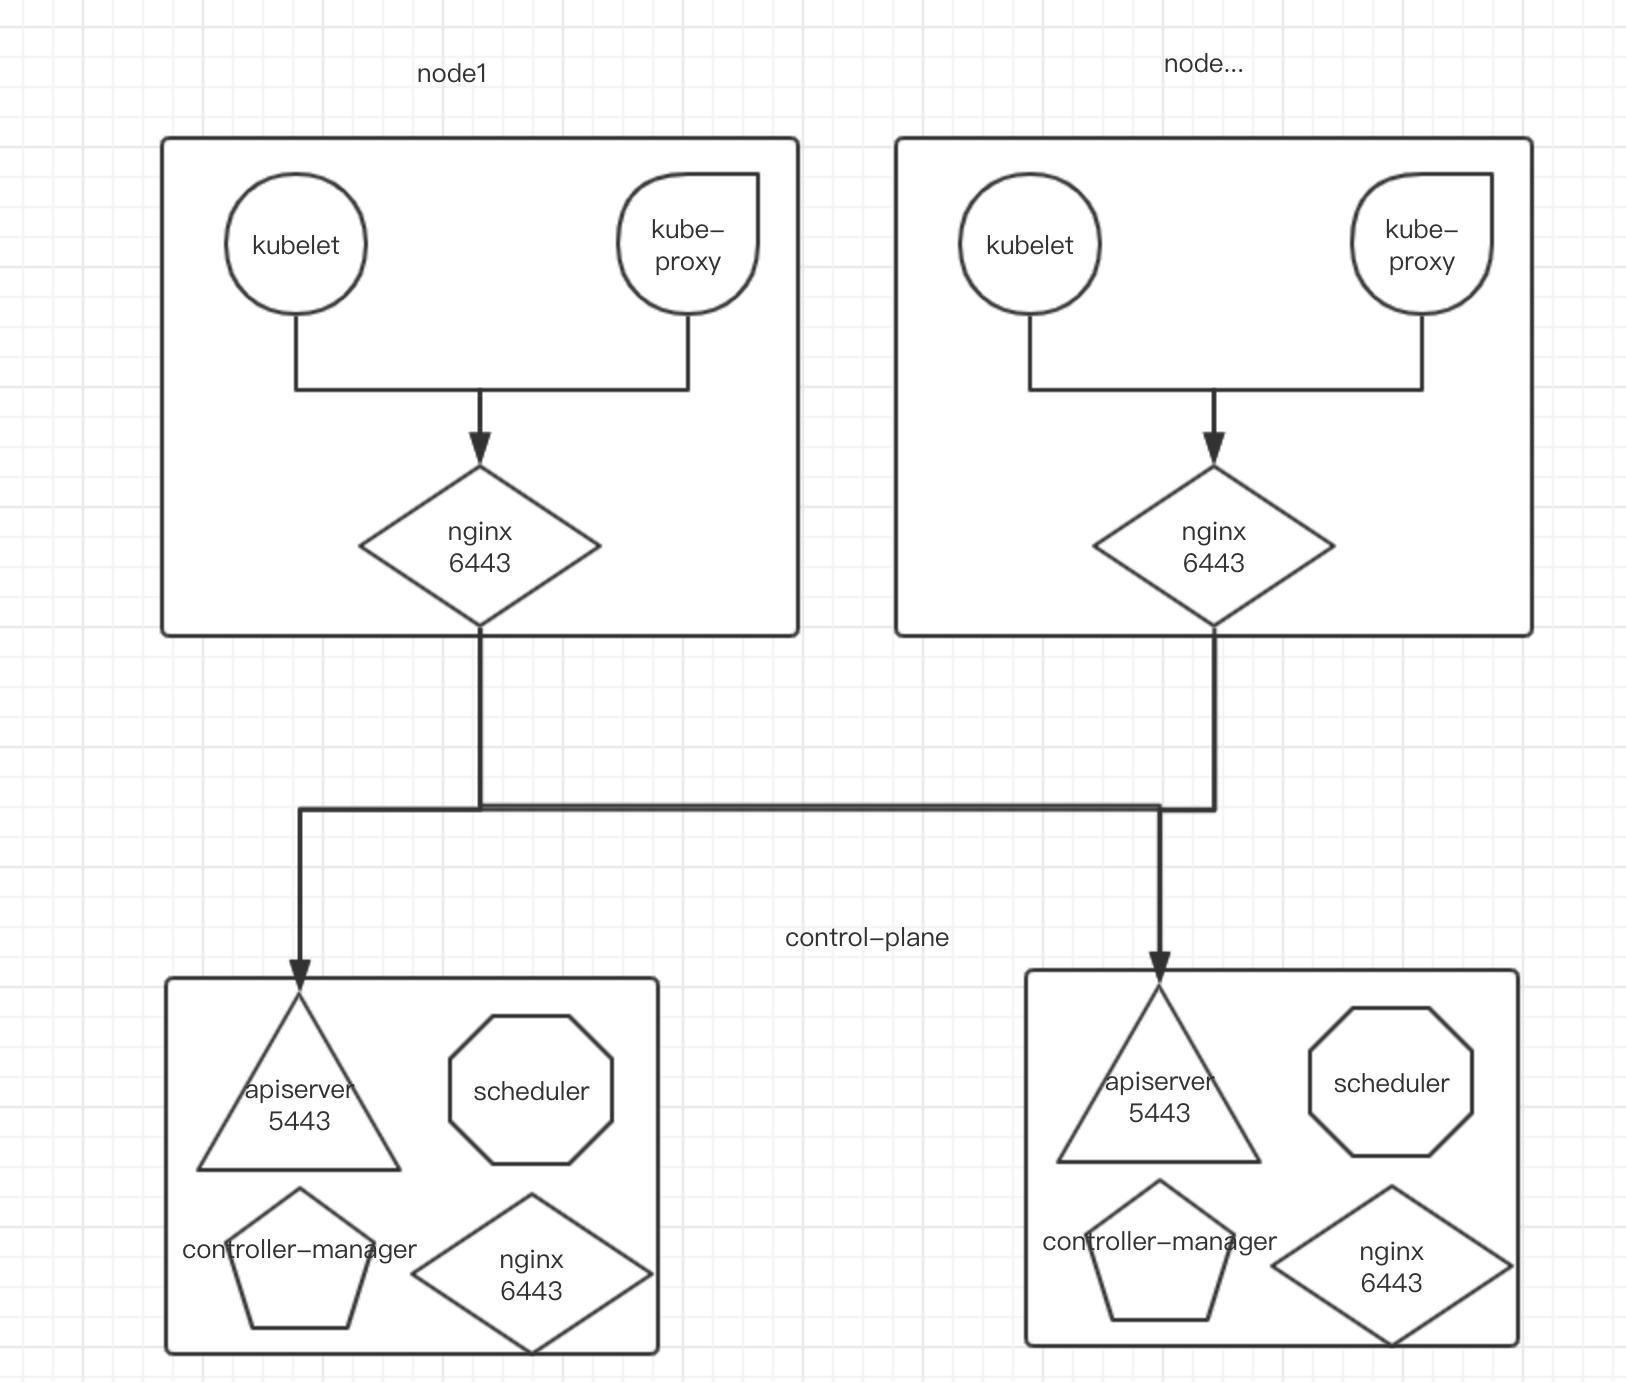 node1
node...
kubelet
kube-
proxy
kubelet
kube-
proxy
nginx
6443
nginx
6443
control-plane
apiserver
5443
scheduler
controller-manager
nginx
6443
apiserver
5443
scheduler
controller-manager
nginx
6443